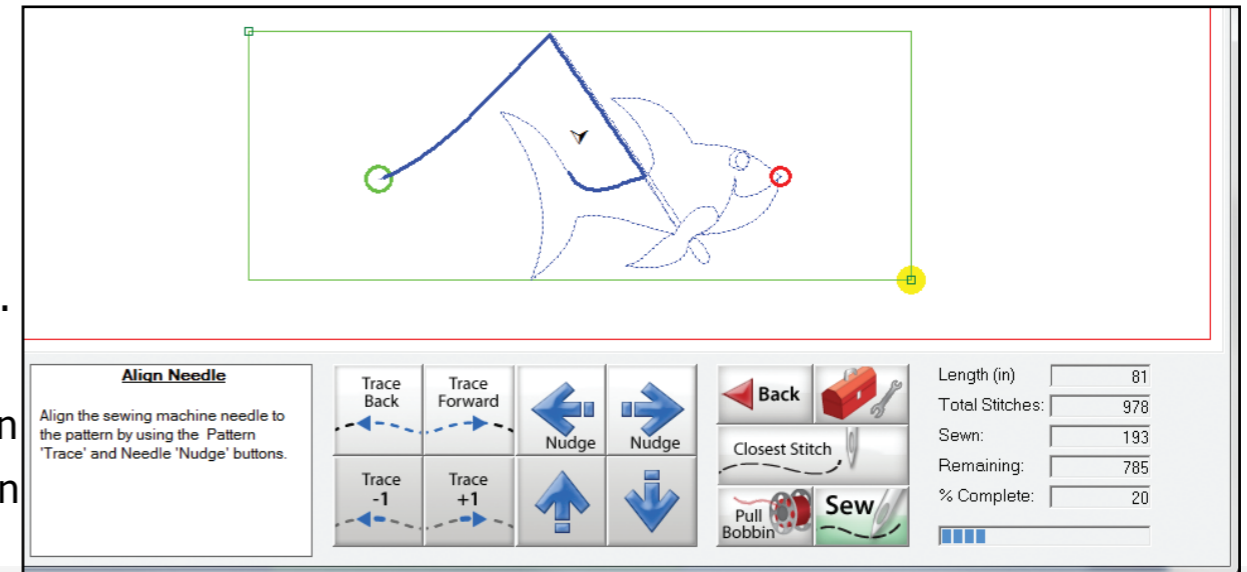 .
n
n
Align Needle
Align the sewing machine needle to
the pattern by using the Pattern
'Trace' and Needle 'Nudge' buttons.
Trace
Back
Trace
Forward
Nudge
Nudge
Trace
-1
Trace
+1
Back
Closest Stitch
Pull
Bobbin
Sew
Length (in) 81
Total Stitches: 978
Sewn: 193
Remaining: 785
% Complete: 20